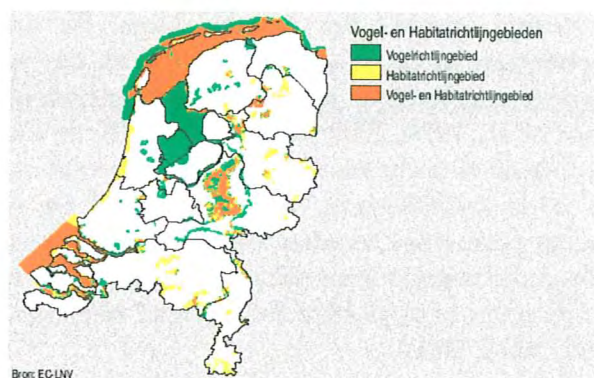 Vogel- en Habitatrichtlijngebieden
Vogelrichtlijngebied
Habitatrichtlijngebied
Vogel- en Habitatrichtlijngebied
Bron: EC-LNV